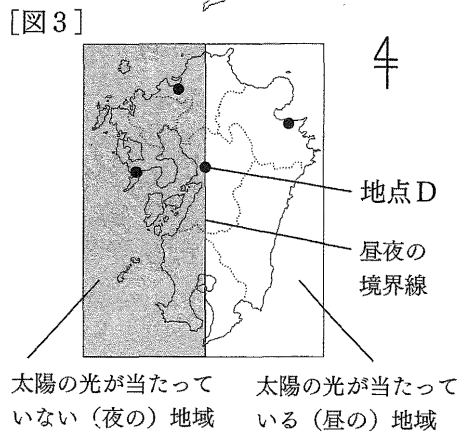 [図3]
地点D
昼夜の
境界線
太陽の光が当たって
いない（夜の）地域
太陽の光が当たって
いる（昼の）地域